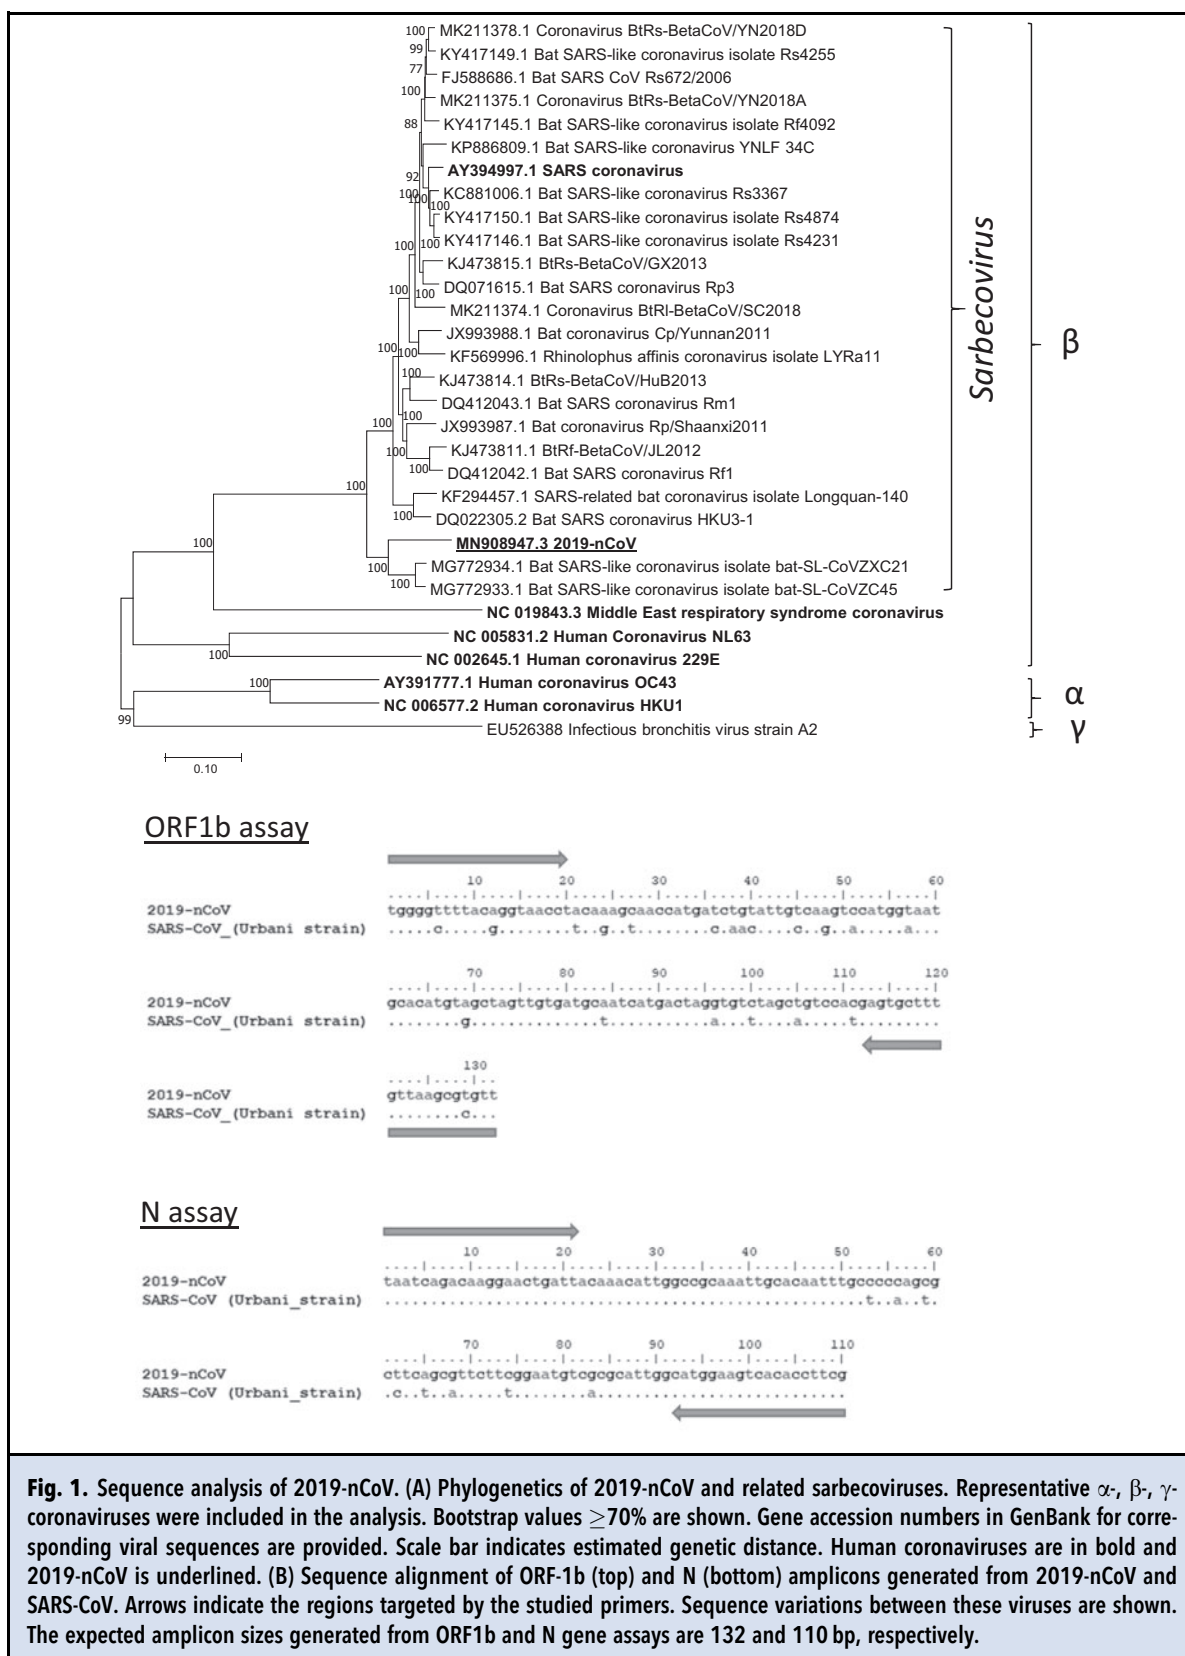 100 MK211378.1 Coronavirus BtRs-BetaCoV/YN2018D
99 KY417149.1 Bat SARS-like coronavirus isolate Rs4255
77 FJ588686.1 Bat SARS CoV Rs672/2006
100 MK211375.1 Coronavirus BtRs-BetaCoV/YN2018A
88 KY417145.1 Bat SARS-like coronavirus isolate Rf4092
KP886809.1 Bat SARS-like coronavirus YNLF 34C
92 AY394997.1 SARS coronavirus
100 100 KC881006.1 Bat SARS-like coronavirus Rs3367
100 KY417150.1 Bat SARS-like coronavirus isolate Rs4874
100 100 KY417146.1 Bat SARS-like coronavirus isolate Rs4231
KJ473815.1 BtRs-BetaCoV/GX2013
100 100 DQ071615.1 Bat SARS coronavirus Rp3
MK211374.1 Coronavirus BtRl-BetaCoV/SC2018
JX993988.1 Bat coronavirus Cp/Yunnan2011
100 100 KF569996.1 Rhinolophus affinis coronavirus isolate LYRa11
100 KJ473814.1 BtRs-BetaCoV/HuB2013
DQ412043.1 Bat SARS coronavirus Rm1
100 100 JX993987.1 Bat coronavirus Rp/Shaanxi2011
100 KJ473811.1 BtRf-BetaCoV/JL2012
100 DQ412042.1 Bat SARS coronavirus Rf1
100 KF294457.1 SARS-related bat coronavirus isolate Longquan-140
100 DQ022305.2 Bat SARS coronavirus HKU3-1
100 MN908947.3 2019-nCoV
100 MG772934.1 Bat SARS-like coronavirus isolate bat-SL-CoVZXC21
100 MG772933.1 Bat SARS-like coronavirus isolate bat-SL-CoVZC45
Sarbecovirus
NC 019843.3 Middle East respiratory syndrome coronavirus
NC 005831.2 Human Coronavirus NL63
100 NC 002645.1 Human coronavirus 229E
β
100 AY391777.1 Human coronavirus OC43
NC 006577.2 Human coronavirus HKU1
α
99 EU526388 Infectious bronchitis virus strain A2
γ
0.10
ORF1b assay
10 20 30 40 50 60
2019-nCoV tggggttttacaggtaacctacaaagcaaccatgatctgtattgtcaagtccatggtaat
SARS-CoV_(Urbani strain) .....c.....g........t..g..t........c.aac....c..g..a.....a...
70 80 90 100 110 120
2019-nCoV gcacatgtagctagttgtgatgcaatcatgactaggtgtctagctgtccacgagtgcttt
SARS-CoV_(Urbani strain) ........g..............t...........a...t....a.....t.........
130
2019-nCoV gttaagcgtgtt
SARS-CoV_(Urbani strain) ........c...
N assay
10 20 30 40 50 60
2019-nCoV taatcagacaaggaactgattacaaacattggccgcaaattgcacaatttgcccccagcg
SARS-CoV (Urbani_strain) ....................................................t..a..t.
70 80 90 100 110
2019-nCoV cttcagcgttcttcggaatgtcgcgcattggcatggaagtcacaccttcg
SARS-CoV (Urbani_strain) .c..t..a.....t........a...........................
Fig. 1. Sequence analysis of 2019-nCoV. (A) Phylogenetics of 2019-nCoV and related sarbecoviruses. Representative α-, β-, γ-
coronaviruses were included in the analysis. Bootstrap values ≥70% are shown. Gene accession numbers in GenBank for corre-
sponding viral sequences are provided. Scale bar indicates estimated genetic distance. Human coronaviruses are in bold and
2019-nCoV is underlined. (B) Sequence alignment of ORF-1b (top) and N (bottom) amplicons generated from 2019-nCoV and
SARS-CoV. Arrows indicate the regions targeted by the studied primers. Sequence variations between these viruses are shown.
The expected amplicon sizes generated from ORF1b and N gene assays are 132 and 110 bp, respectively.